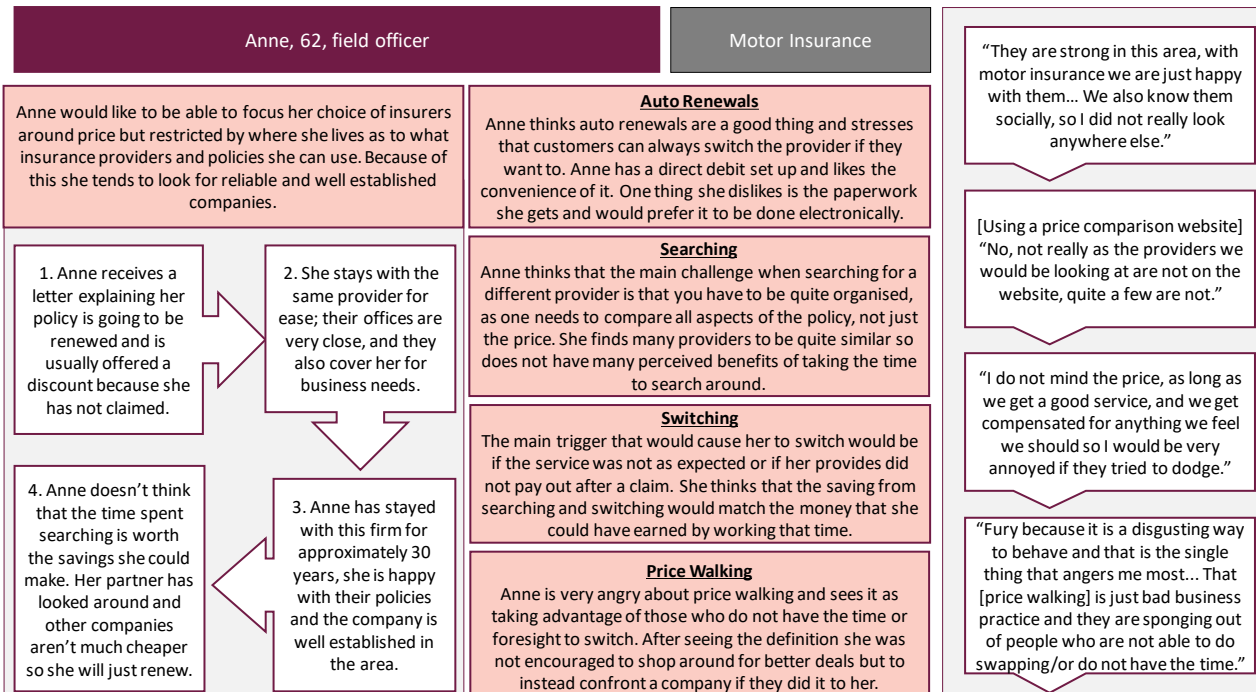 Anne, 62, field officer
Motor Insurance
Anne would like to be able to focus her choice of insurers
around price but restricted by where she lives as to what
insurance providers and policies she can use. Because of
this she tends to look for reliable and well established
companies.
1. Anne receives a
letter explaining her
policy is going to be
renewed and is
usually offered a
discount because she
has not claimed.
2. She stays with the
same provider for
ease; their offices are
very close, and they
also cover her for
business needs.
3. Anne has stayed
with this firm for
approximately 30
years, she is happy
with their policies
and the company is
well established in
the area.
4. Anne doesn’t think
that the time spent
searching is worth
the savings she could
make. Her partner has
looked around and
other companies
aren’t much cheaper
so she will just renew.
Auto Renewals
Anne thinks auto renewals are a good thing and stresses
that customers can always switch the provider if they
want to. Anne has a direct debit set up and likes the
convenience of it. One thing she dislikes is the paperwork
she gets and would prefer it to be done electronically.
Searching
Anne thinks that the main challenge when searching for a
different provider is that you have to be quite organised,
as one needs to compare all aspects of the policy, not just
the price. She finds many providers to be quite similar so
does not have many perceived benefits of taking the time
to search around.
Switching
The main trigger that would cause her to switch would be
if the service was not as expected or if her provides did
not pay out after a claim. She thinks that the saving from
searching and switching would match the money that she
could have earned by working that time.
Price Walking
Anne is very angry about price walking and sees it as
taking advantage of those who do not have the time or
foresight to switch. After seeing the definition she was
not encouraged to shop around for better deals but to
instead confront a company if they did it to her.
“They are strong in this area, with
motor insurance we are just happy
with them... We also know them
socially, so I did not really look
anywhere else.”
[Using a price comparison website]
“No, not really as the providers we
would be looking at are not on the
website, quite a few are not.”
“I do not mind the price, as long as
we get a good service, and we get
compensated for anything we feel
we should so I would be very
annoyed if they tried to dodge.”
“Fury because it is a disgusting way
to behave and that is the single
thing that angers me most... That
[price walking] is just bad business
practice and they are sponging out
of people who are not able to do
swapping/or do not have the time.”